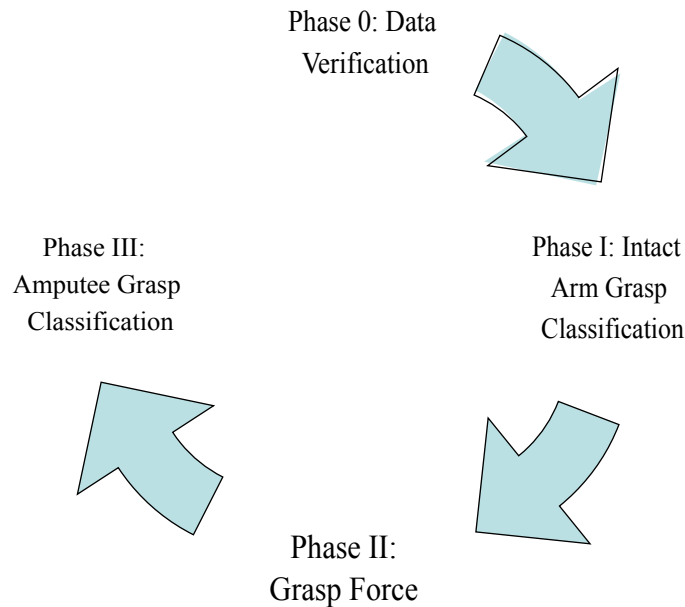 Phase 0: Data
Verification
Phase I: Intact
Arm Grasp
Classification
Phase II:
Grasp Force
Phase III:
Amputee Grasp
Classification